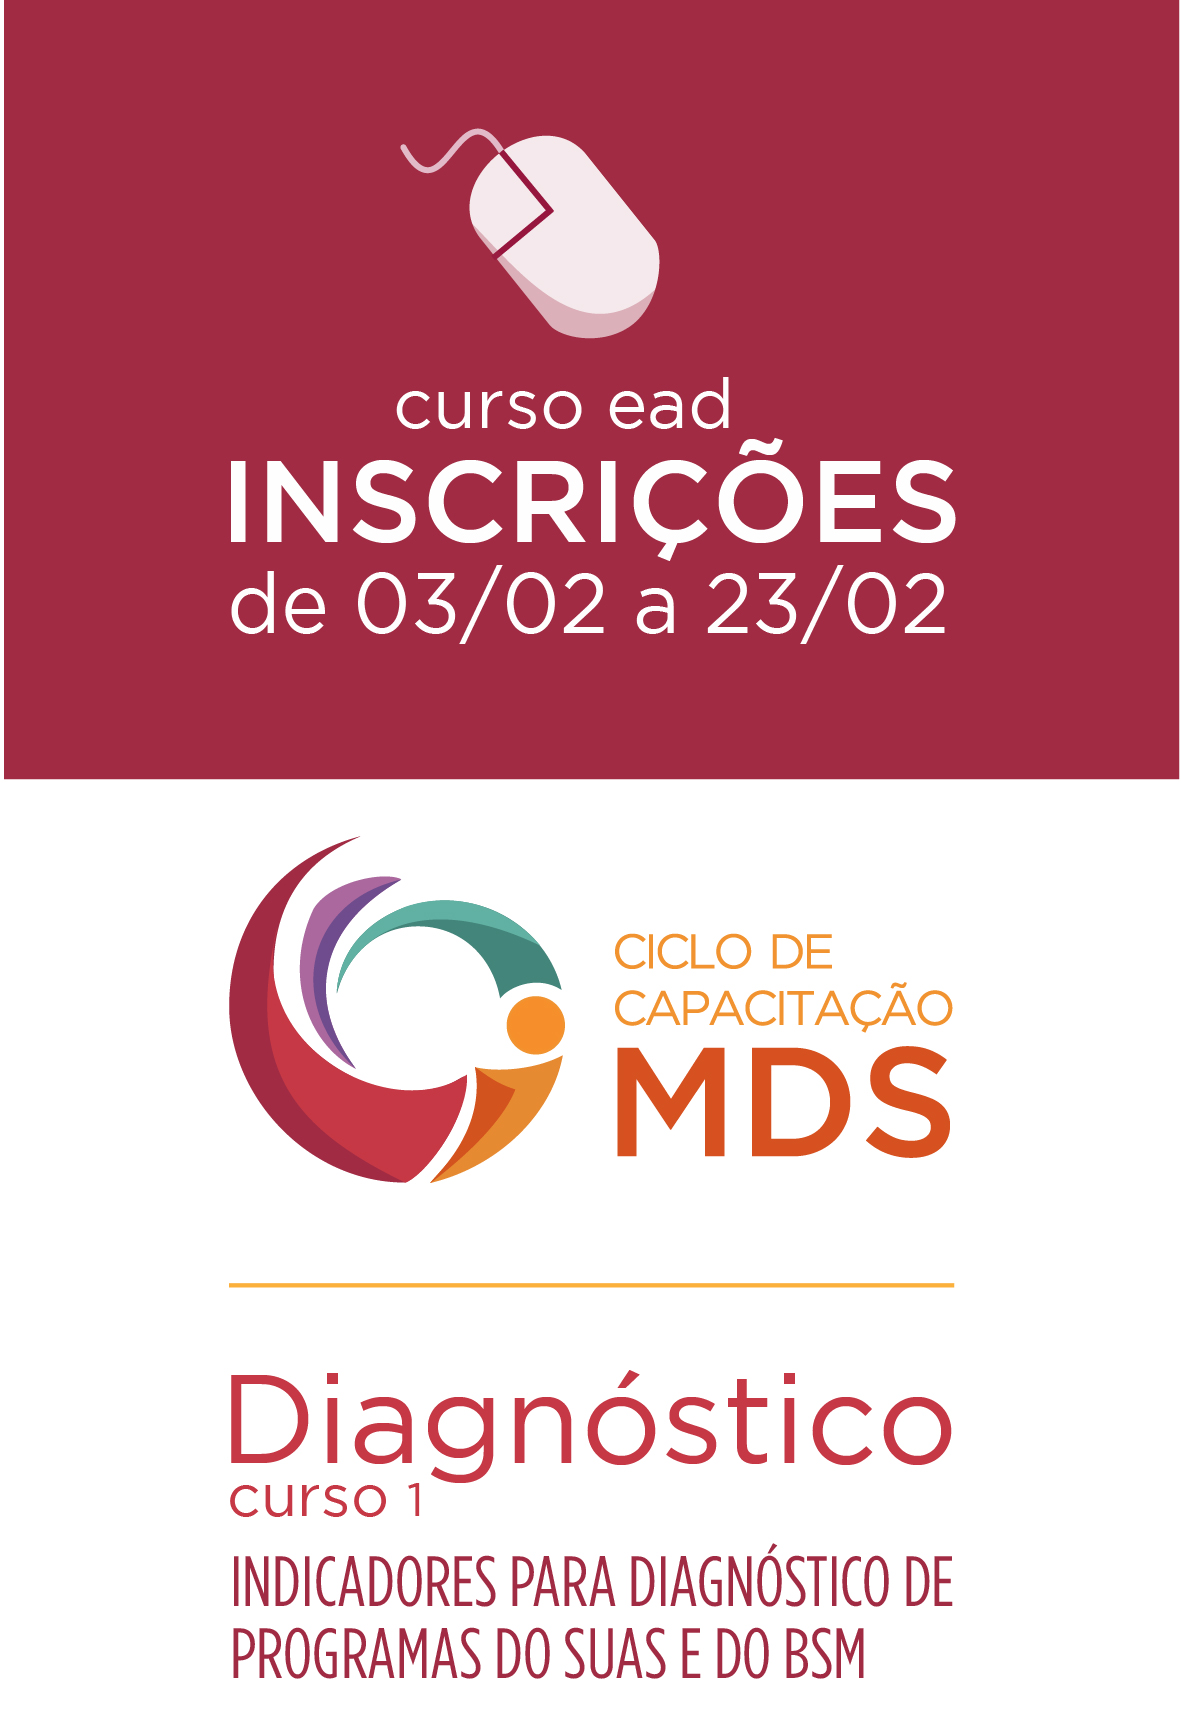 curso ead
INSCRIÇÕES
de 03/02 a 23/02
CICLO DE
CAPACITAÇÃO
MDS
Diagnóstico
curso 1
INDICADORES PARA DIAGNÓSTICO DE
PROGRAMAS DO SUAS E DO BSM